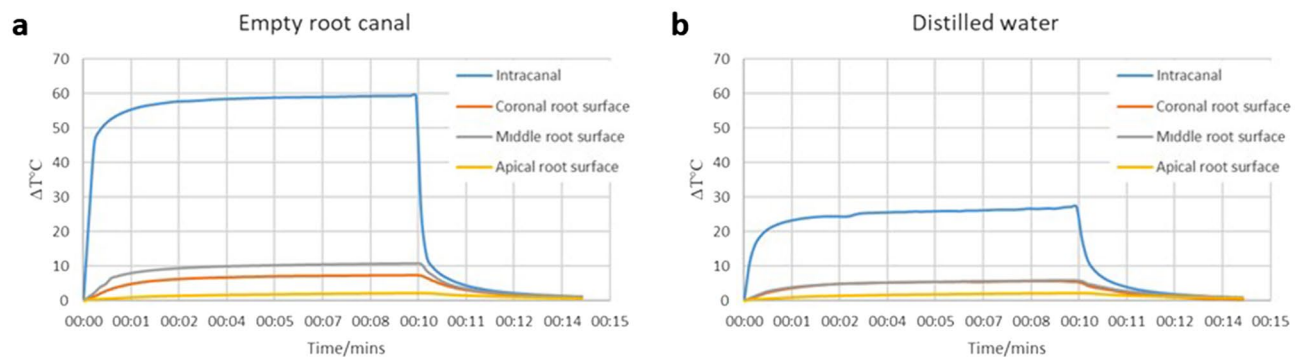 a
Empty root canal
70
60
50
40
30
20
10
0
ΔT°C
Intracanal
Coronal root surface
Middle root surface
Apical root surface
00:00 00:01 00:02 00:04 00:05 00:07 00:08 00:10 00:11 00:12 00:14 00:15
Time/mins
b
Distilled water
70
60
50
40
30
20
10
0
ΔT°C
Intracanal
Coronal root surface
Middle root surface
Apical root surface
00:00 00:01 00:02 00:04 00:05 00:07 00:08 00:10 00:11 00:12 00:14 00:15
Time/mins